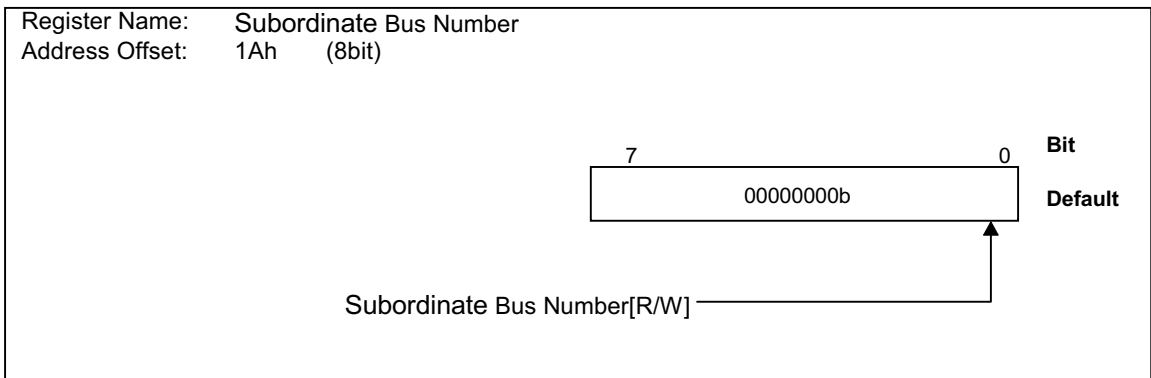 Register Name: Subordinate Bus Number
Address Offset: 1Ah (8bit)
7 0 Bit
00000000b Default
Subordinate Bus Number[R/W]